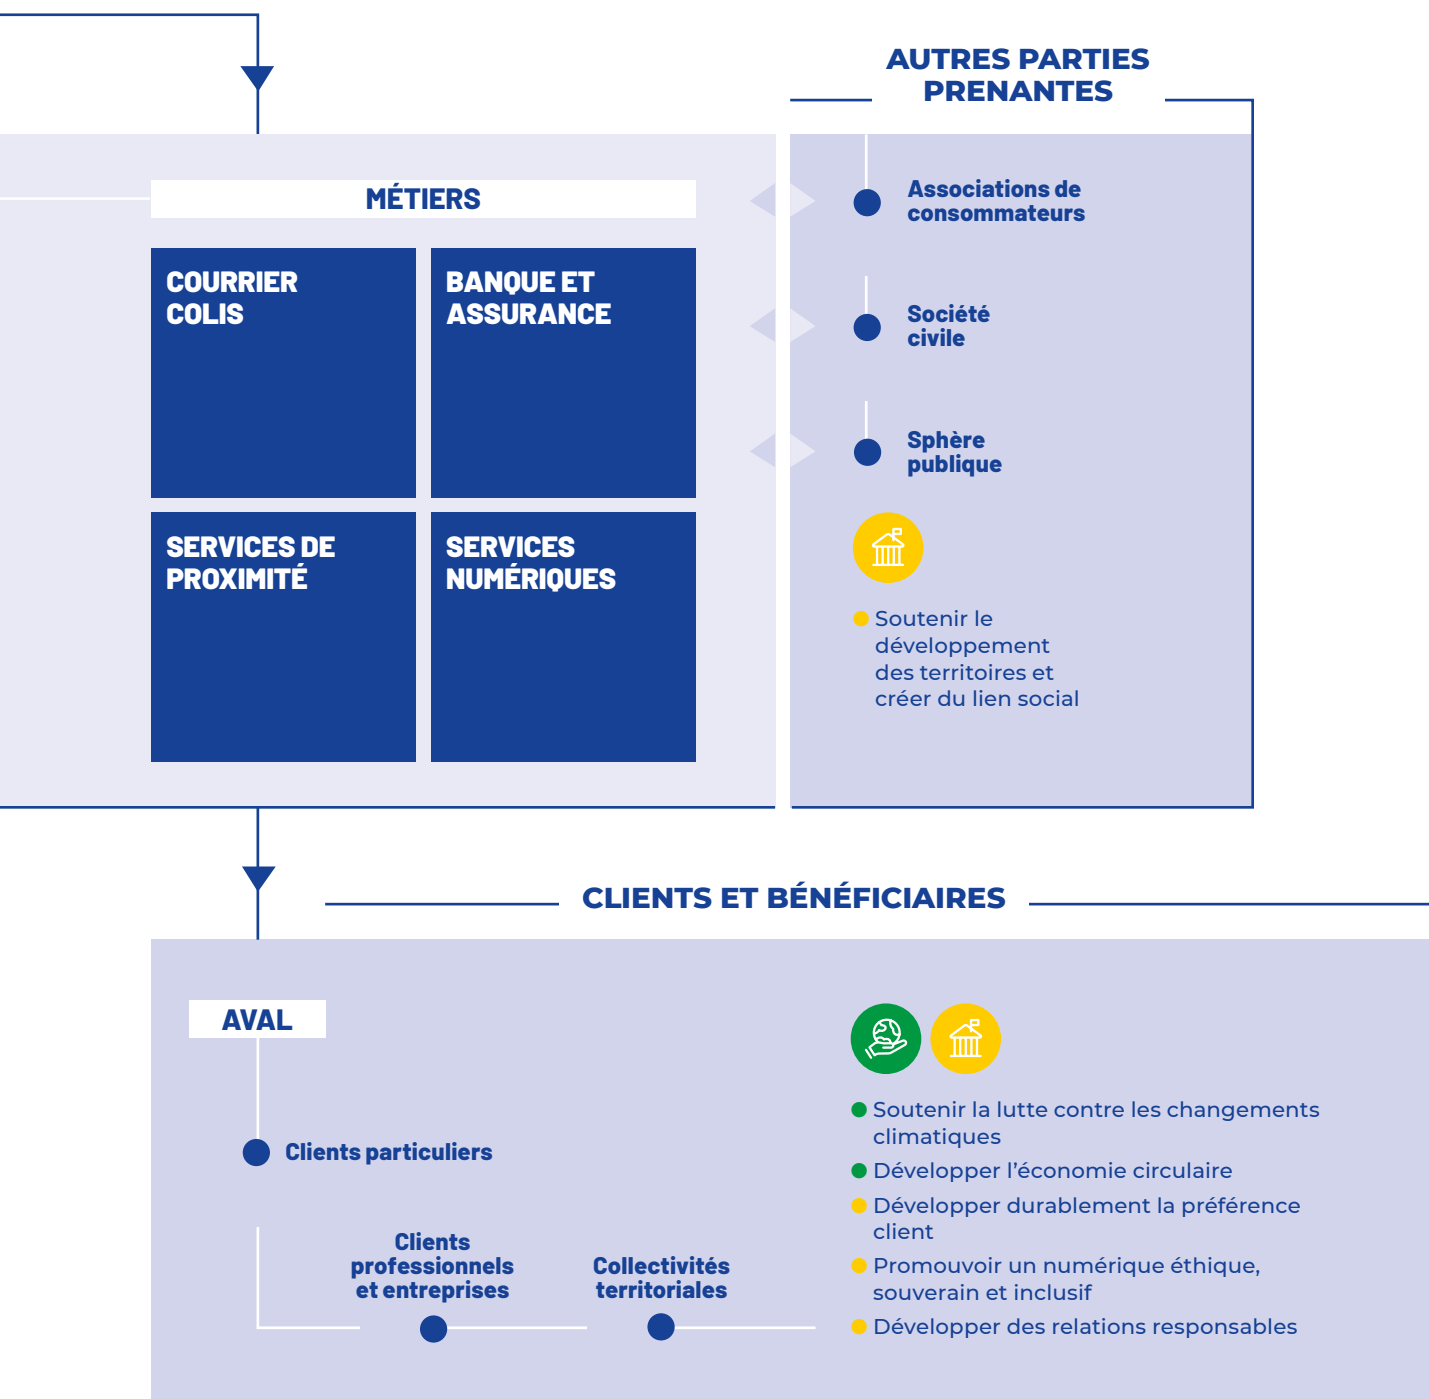 AUTRES PARTIES
PRENANTES
MÉTIERS
COURRIER
COLIS
BANQUE ET
ASSURANCE
SERVICES DE
PROXIMITÉ
SERVICES
NUMÉRIQUES
Associations de
consommateurs
Société
civile
Sphère
publique
Soutenir le
développement
des territoires et
créer du lien social
CLIENTS ET BÉNÉFICIAIRES
AVAL
Clients particuliers
Clients
professionnels
et entreprises
Collectivités
territoriales
Soutenir la lutte contre les changements
climatiques
Développer l’économie circulaire
Développer durablement la préférence
client
Promouvoir un numérique éthique,
souverain et inclusif
Développer des relations responsables